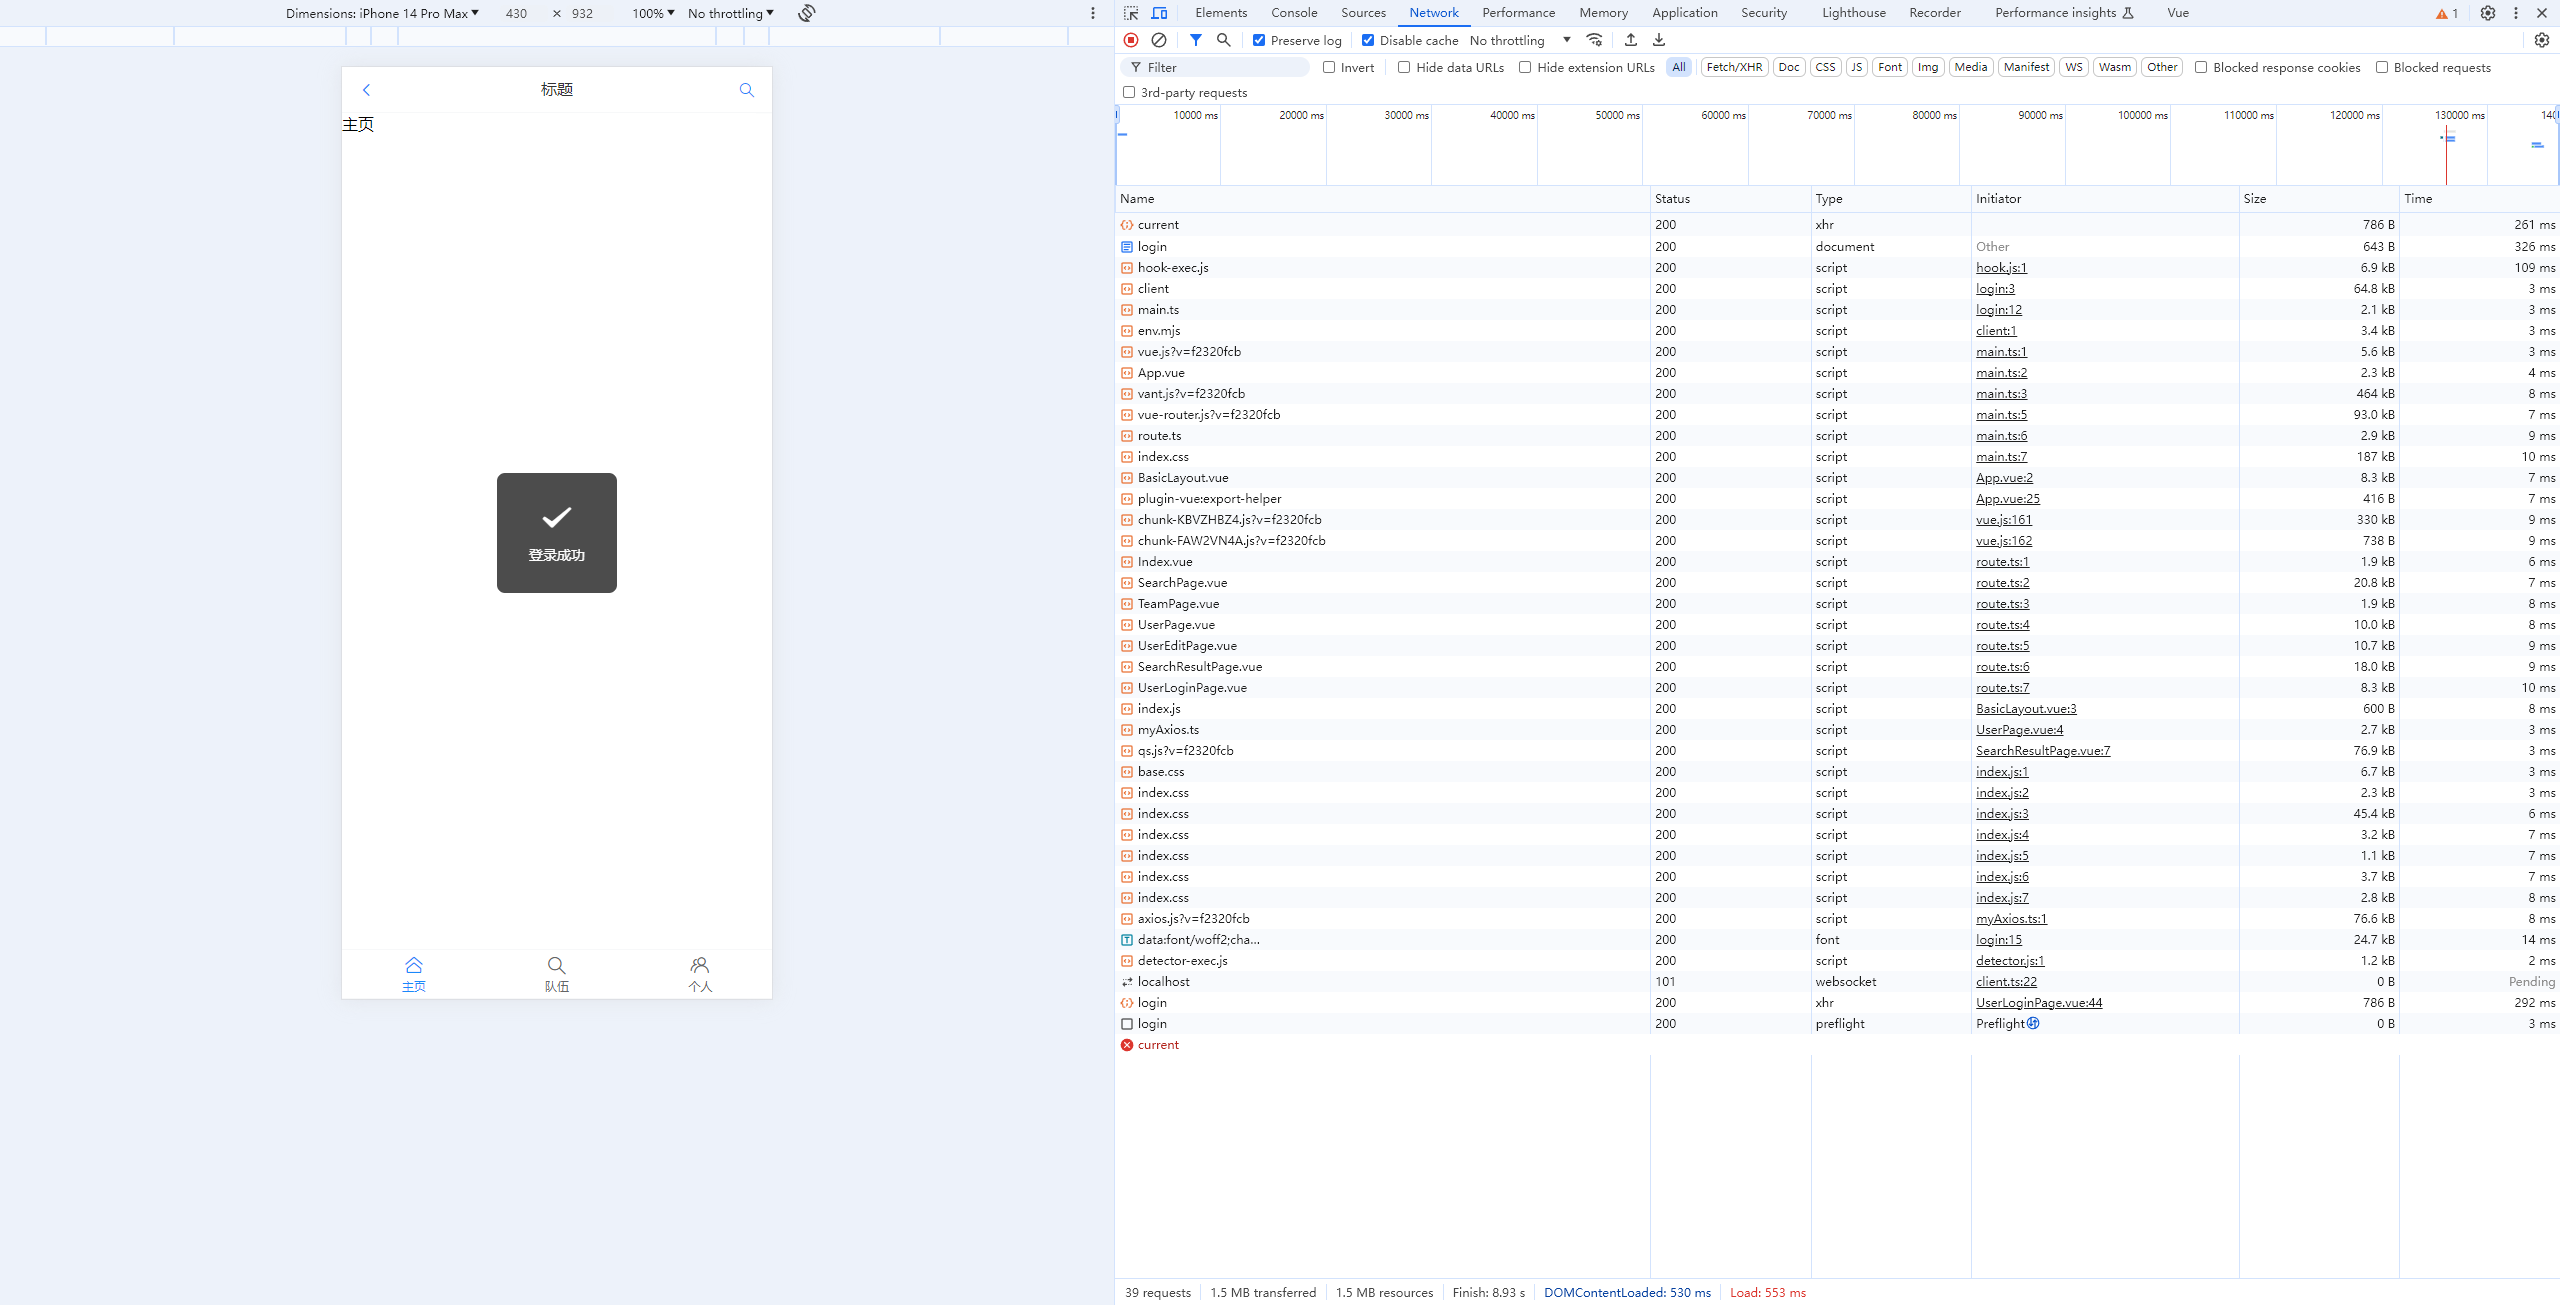 Dimensions: iPhone 14 Pro Max ▼ 430 × 932 100% ▼ No throttling ▼
标题
主页
登录成功
主页 队伍 个人
Elements Console Sources Network Performance Memory Application Security Lighthouse Recorder Performance insights Vue 1
Preserve log Disable cache No throttling
Filter Invert Hide data URLs Hide extension URLs All Fetch/XHR Doc CSS JS Font Img Media Manifest WS Wasm Other Blocked response cookies Blocked requests
3rd-party requests
10000 ms 20000 ms 30000 ms 40000 ms 50000 ms 60000 ms 70000 ms 80000 ms 90000 ms 100000 ms 110000 ms 120000 ms 130000 ms 140
Name Status Type Initiator Size Time
current 200 xhr 786 B 261 ms
login 200 document Other 643 B 326 ms
hook-exec.js 200 script hook.js:1 6.9 kB 109 ms
client 200 script login:3 64.8 kB 3 ms
main.ts 200 script login:12 2.1 kB 3 ms
env.mjs 200 script client:1 3.4 kB 3 ms
vue.js?v=f2320fcb 200 script main.ts:1 5.6 kB 3 ms
App.vue 200 script main.ts:2 2.3 kB 4 ms
vant.js?v=f2320fcb 200 script main.ts:3 464 kB 8 ms
vue-router.js?v=f2320fcb 200 script main.ts:5 93.0 kB 7 ms
route.ts 200 script main.ts:6 2.9 kB 9 ms
index.css 200 script main.ts:7 187 kB 10 ms
BasicLayout.vue 200 script App.vue:2 8.3 kB 7 ms
plugin-vue:export-helper 200 script App.vue:25 416 B 7 ms
chunk-KBVZHBZ4.js?v=f2320fcb 200 script vue.js:161 330 kB 9 ms
chunk-FAW2VN4A.js?v=f2320fcb 200 script vue.js:162 738 B 9 ms
Index.vue 200 script route.ts:1 1.9 kB 6 ms
SearchPage.vue 200 script route.ts:2 20.8 kB 7 ms
TeamPage.vue 200 script route.ts:3 1.9 kB 8 ms
UserPage.vue 200 script route.ts:4 10.0 kB 8 ms
UserEditPage.vue 200 script route.ts:5 10.7 kB 9 ms
SearchResultPage.vue 200 script route.ts:6 18.0 kB 9 ms
UserLoginPage.vue 200 script route.ts:7 8.3 kB 10 ms
index.js 200 script BasicLayout.vue:3 600 B 8 ms
myAxios.ts 200 script UserPage.vue:4 2.7 kB 3 ms
qs.js?v=f2320fcb 200 script SearchResultPage.vue:7 76.9 kB 3 ms
base.css 200 script index.js:1 6.7 kB 3 ms
index.css 200 script index.js:2 2.3 kB 3 ms
index.css 200 script index.js:3 45.4 kB 6 ms
index.css 200 script index.js:4 3.2 kB 7 ms
index.css 200 script index.js:5 1.1 kB 7 ms
index.css 200 script index.js:6 3.7 kB 7 ms
index.css 200 script index.js:7 2.8 kB 8 ms
axios.js?v=f2320fcb 200 script myAxios.ts:1 76.6 kB 8 ms
data:font/woff2;cha… 200 font login:15 24.7 kB 14 ms
detector-exec.js 200 script detector.js:1 1.2 kB 2 ms
localhost 101 websocket client.ts:22 0 B Pending
login 200 xhr UserLoginPage.vue:44 786 B 292 ms
login 200 preflight Preflight 0 B 3 ms
current
39 requests 1.5 MB transferred 1.5 MB resources Finish: 8.93 s DOMContentLoaded: 530 ms Load: 553 ms